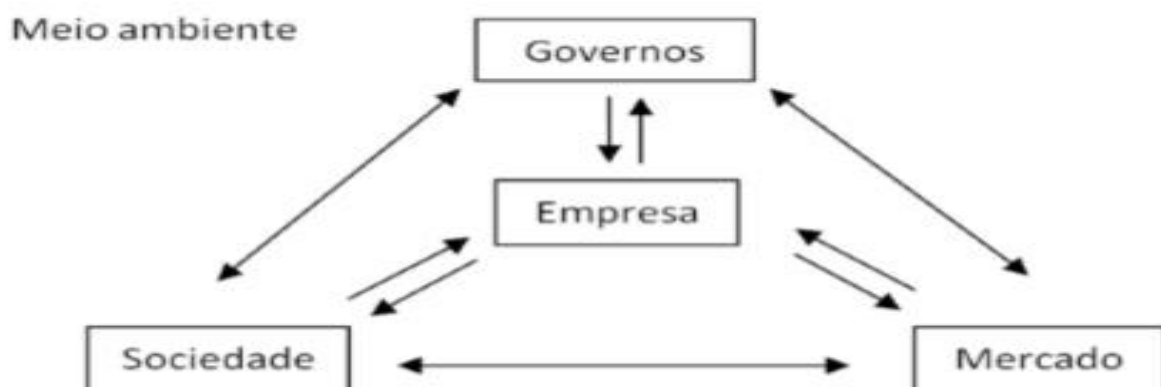 Meio ambiente
Governos
Empresa
Sociedade
Mercado